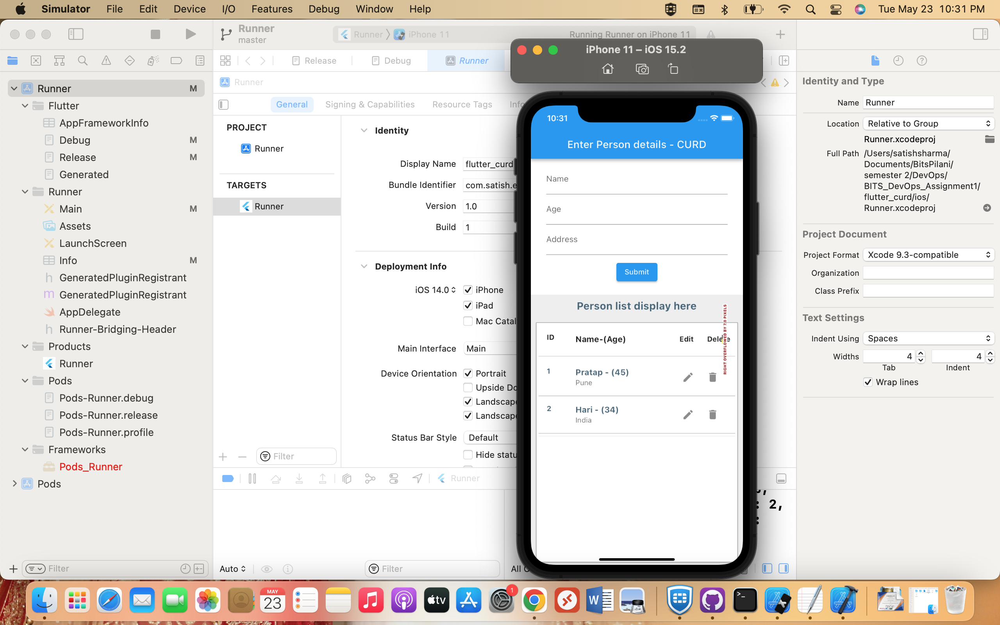 Simulator File Edit Device I/O Features Debug Window Help Tue May 23 10:31 PM
Runner
master
Runner iPhone 11 Running Runner on iPhone 11
Release Debug Runner
Runner
General Signing & Capabilities Resource Tags Info
Runner M
Flutter
AppFrameworkInfo
Debug M
Release M
Generated
Runner
Main M
Assets
LaunchScreen
Info M
GeneratedPluginRegistrant
GeneratedPluginRegistrant
AppDelegate
Runner-Bridging-Header
Products
Runner
Pods
Pods-Runner.debug
Pods-Runner.release
Pods-Runner.profile
Frameworks
Pods_Runner
Pods
Filter
PROJECT
Runner
TARGETS
Runner
Filter
Identity
Display Name flutter_curd
Bundle Identifier com.satish.e
Version 1.0
Build 1
Deployment Info
iOS 14.0 iPhone
iPad
Mac Catal
Main Interface Main
Device Orientation Portrait
Upside Do
Landscape
Landscape
Status Bar Style Default
Hide statu
Runner
Auto Filter
All
: 2,
iPhone 11 – iOS 15.2
10:31
Enter Person details - CURD
Name
Age
Address
Submit
Person list display here
RIGHT OVERFLOWED BY 7.0 PIXELS
ID Name-(Age) Edit Delete
1 Pratap - (45)
Pune
2 Hari - (34)
India
Identity and Type
Name Runner
Location Relative to Group
Runner.xcodeproj
Full Path /Users/satishsharma/
Documents/BitsPilani/
semester 2/DevOps/
BITS_DevOps_Assignment1/
flutter_curd/ios/
Runner.xcodeproj
Project Document
Project Format Xcode 9.3-compatible
Organization
Class Prefix
Text Settings
Indent Using Spaces
Widths 4 4
Tab Indent
Wrap lines
MAY
23
tv
1
W
>_
PDF